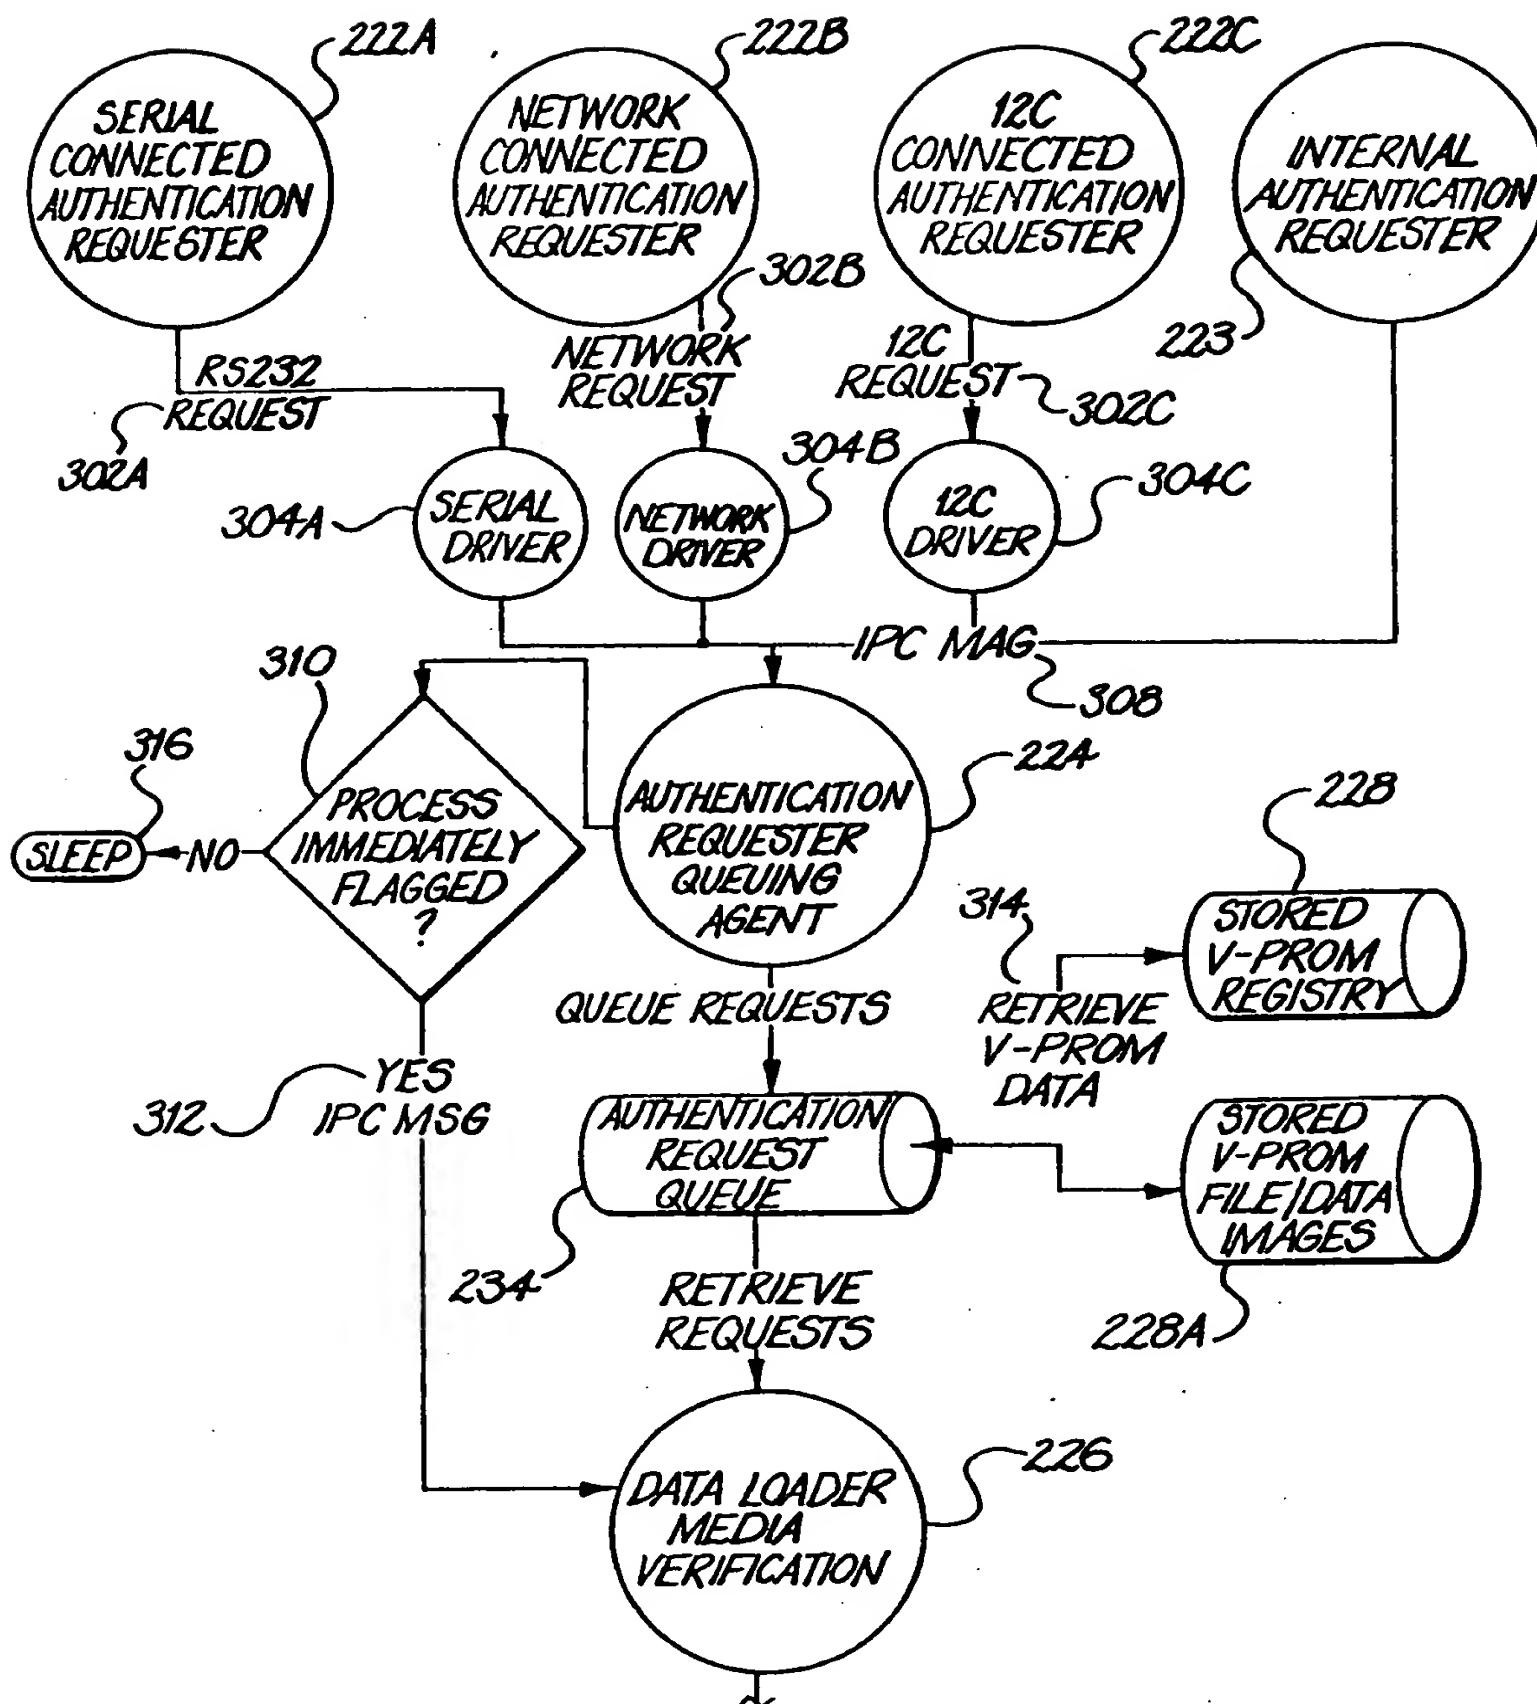 222A
222B
222C
SERIAL
CONNECTED
AUTHENTICATION
REQUESTER
NETWORK
CONNECTED
AUTHENTICATION
REQUESTER
12C
CONNECTED
AUTHENTICATION
REQUESTER
INTERNAL
AUTHENTICATION
REQUESTER
223
RS232
REQUEST
302A
302B
NETWORK
REQUEST
12C
REQUEST
302C
304A
SERIAL
DRIVER
304B
NETWORK
DRIVER
12C
DRIVER
304C
IPC MAG
308
310
316
SLEEP
NO
PROCESS
IMMEDIATELY
FLAGGED
?
AUTHENTICATION
REQUESTER
QUEUING
AGENT
224
228
STORED
V-PROM
REGISTRY
314
RETRIEVE
V-PROM
DATA
QUEUE REQUESTS
YES
IPC MSG
312
AUTHENTICATION
REQUEST
QUEUE
234
STORED
V-PROM
FILE/DATA
IMAGES
228A
RETRIEVE
REQUESTS
DATA LOADER
MEDIA
VERIFICATION
226